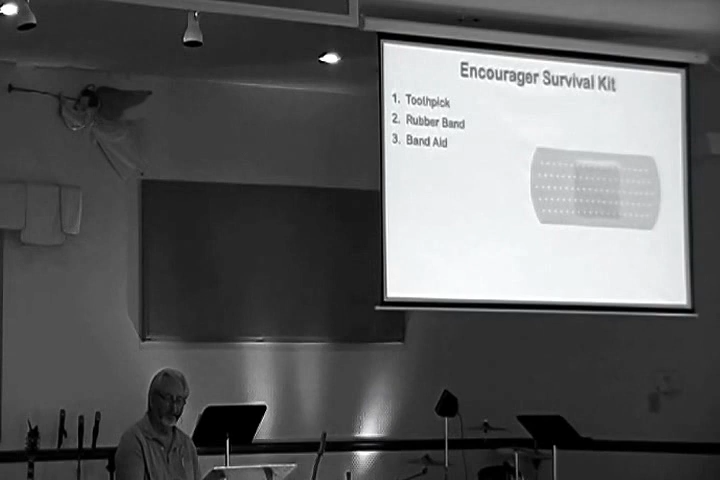 Encourager Survival Kit
1. Toothpick
2. Rubber Band
3. Band Aid